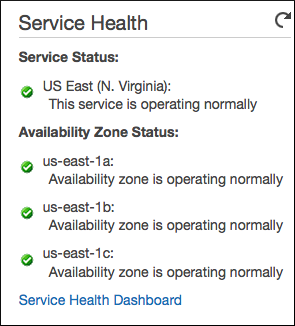 Service Health
Service Status:
US East (N. Virginia):
This service is operating normally
Availability Zone Status:
us-east-1a:
Availability zone is operating normally
us-east-1b:
Availability zone is operating normally
us-east-1c:
Availability zone is operating normally
Service Health Dashboard